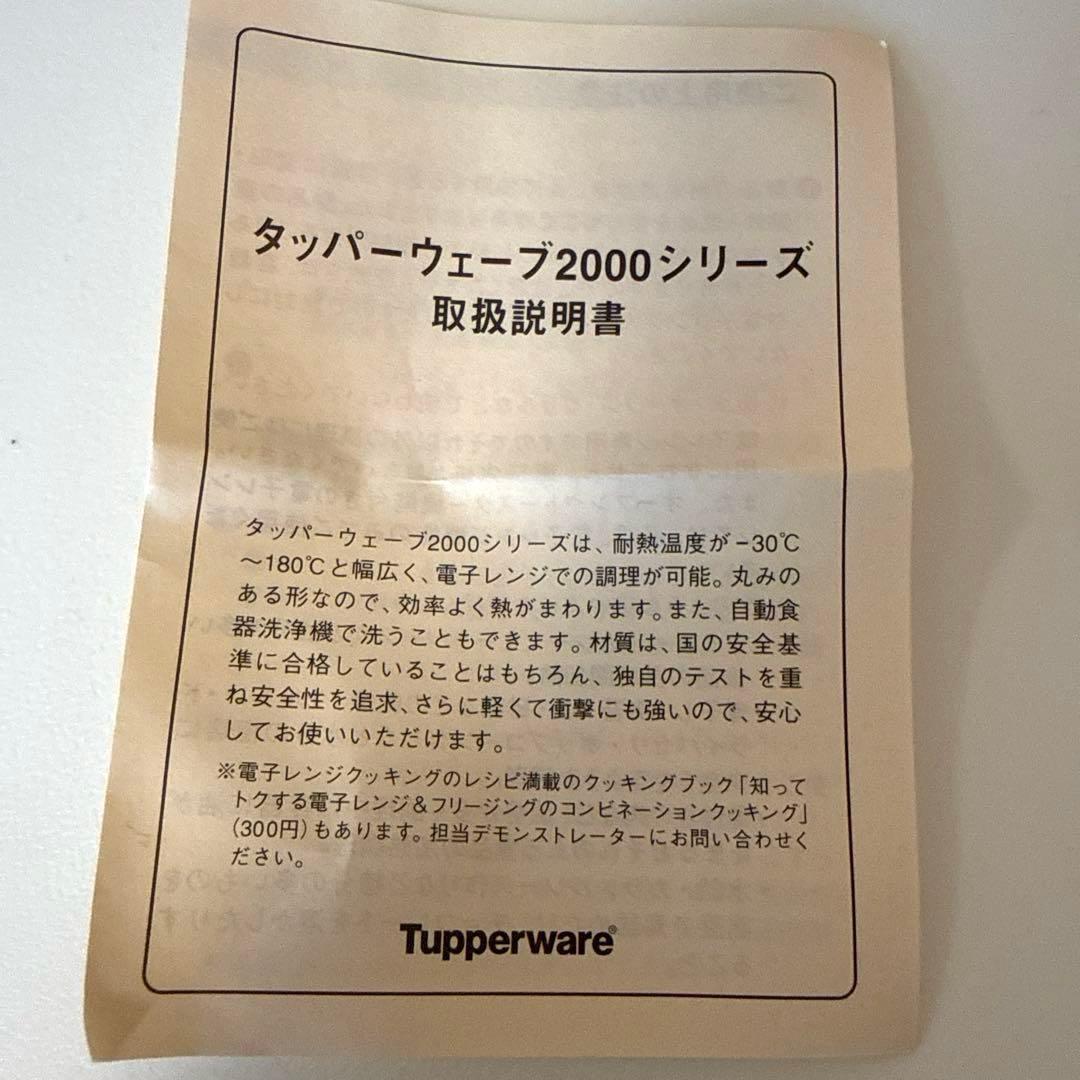 タッパーウェーブ2000シリーズ
取扱説明書
タッパーウェーブ2000シリーズは、耐熱温度が−30℃
〜180℃と幅広く、電子レンジでの調理が可能。丸みの
ある形なので、効率よく熱がまわります。また、自動食
器洗浄機で洗うこともできます。材質は、国の安全基
準に合格していることはもちろん、独自のテストを重
ね安全性を追求、さらに軽くて衝撃にも強いので、安心
してお使いいただけます。
※電子レンジクッキングのレシピ満載のクッキングブック「知って
トクする電子レンジ&フリージングのコンビネーションクッキング」
(300円)もあります。担当デモンストレーターにお問い合わせく
ださい。
Tupperware®